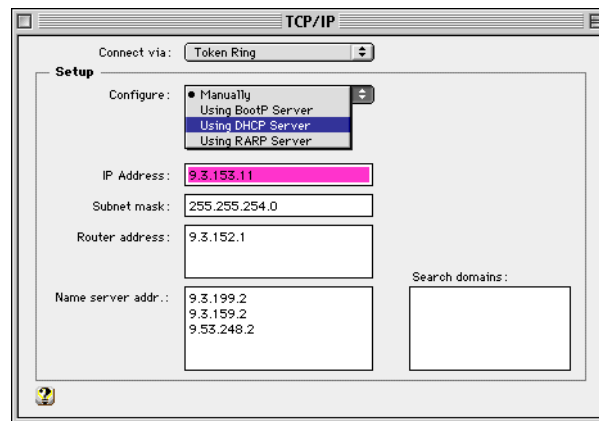 TCP/IP
Connect via: Token Ring
Setup
Configure: • Manually
Using BootP Server
Using DHCP Server
Using RARP Server
IP Address: 9.3.153.11
Subnet mask: 255.255.254.0
Router address: 9.3.152.1
Search domains:
Name server addr.: 9.3.199.2
9.3.159.2
9.53.248.2
?